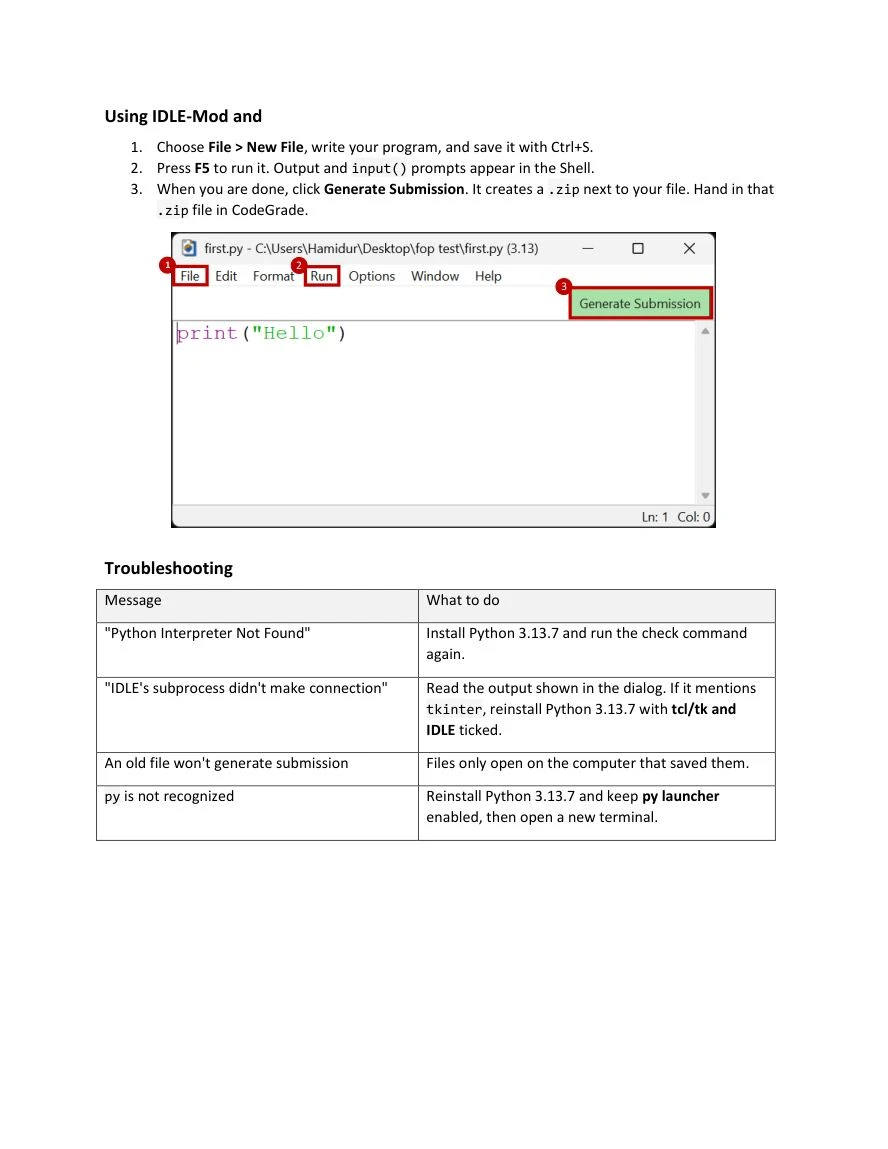 Using IDLE-Mod and
1. Choose File > New File, write your program, and save it with Ctrl+S.
2. Press F5 to run it. Output and input() prompts appear in the Shell.
3. When you are done, click Generate Submission. It creates a .zip next to your file. Hand in that
.zip file in CodeGrade.
first.py - C:\Users\Hamidur\Desktop\fop test\first.py (3.13)
1 2
File Edit Format Run Options Window Help
3
Generate Submission
print("Hello")
Ln: 1 Col: 0
Troubleshooting
Message What to do
"Python Interpreter Not Found" Install Python 3.13.7 and run the check command
again.
"IDLE's subprocess didn't make connection" Read the output shown in the dialog. If it mentions
tkinter, reinstall Python 3.13.7 with tcl/tk and
IDLE ticked.
An old file won't generate submission Files only open on the computer that saved them.
py is not recognized Reinstall Python 3.13.7 and keep py launcher
enabled, then open a new terminal.